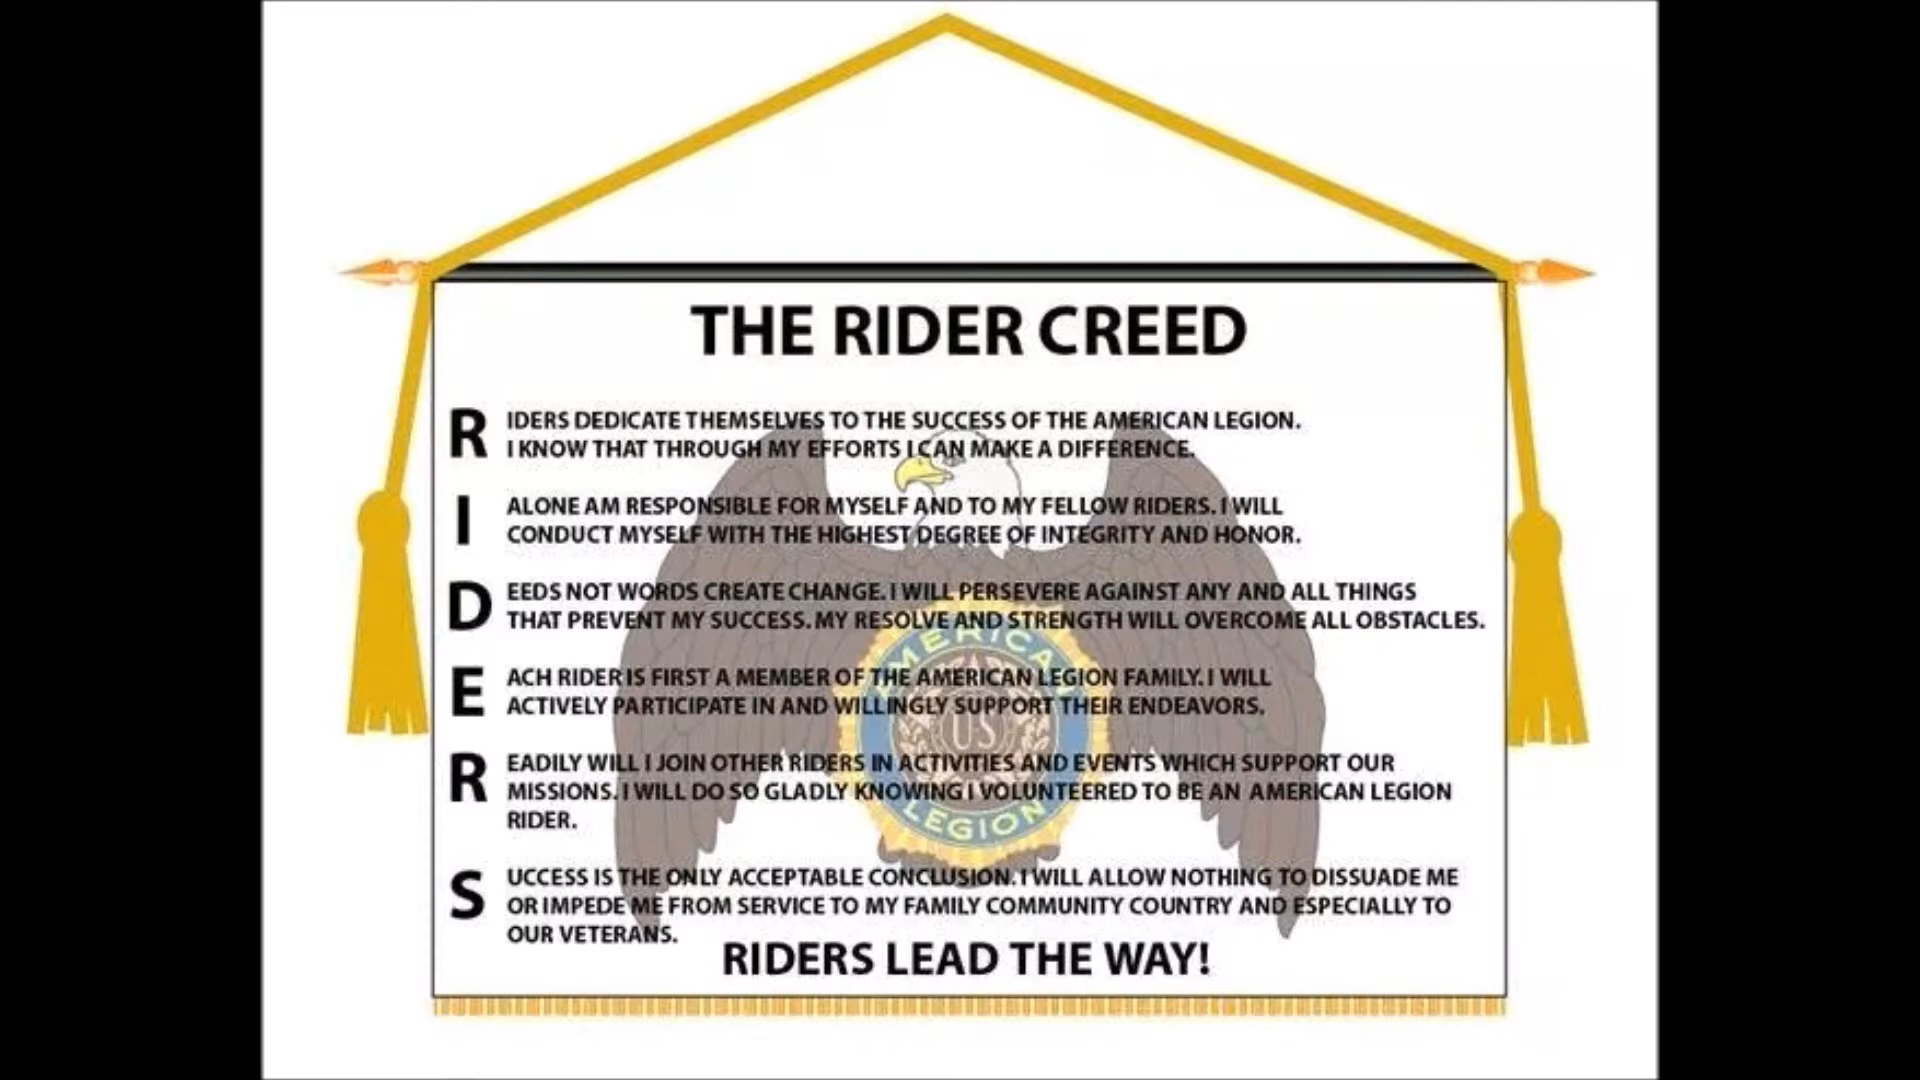 THE RIDER CREED
RIDERS DEDICATE THEMSELVES TO THE SUCCESS OF THE AMERICAN LEGION.
I KNOW THAT THROUGH MY EFFORTS I CAN MAKE A DIFFERENCE.
I ALONE AM RESPONSIBLE FOR MYSELF AND TO MY FELLOW RIDERS. I WILL
CONDUCT MYSELF WITH THE HIGHEST DEGREE OF INTEGRITY AND HONOR.
DEEDS NOT WORDS CREATE CHANGE. I WILL PERSEVERE AGAINST ANY AND ALL THINGS
THAT PREVENT MY SUCCESS. MY RESOLVE AND STRENGTH WILL OVERCOME ALL OBSTACLES.
EACH RIDER IS FIRST A MEMBER OF THE AMERICAN LEGION FAMILY. I WILL
ACTIVELY PARTICIPATE IN AND WILLINGLY SUPPORT THEIR ENDEAVORS.
READILY WILL I JOIN OTHER RIDERS IN ACTIVITIES AND EVENTS WHICH SUPPORT OUR
MISSIONS. I WILL DO SO GLADLY KNOWING I VOLUNTEERED TO BE AN AMERICAN LEGION
RIDER.
SUCCESS IS THE ONLY ACCEPTABLE CONCLUSION. I WILL ALLOW NOTHING TO DISSUADE ME
OR IMPEDE ME FROM SERVICE TO MY FAMILY COMMUNITY COUNTRY AND ESPECIALLY TO
OUR VETERANS.
RIDERS LEAD THE WAY!
AMERICAN
US
LEGION